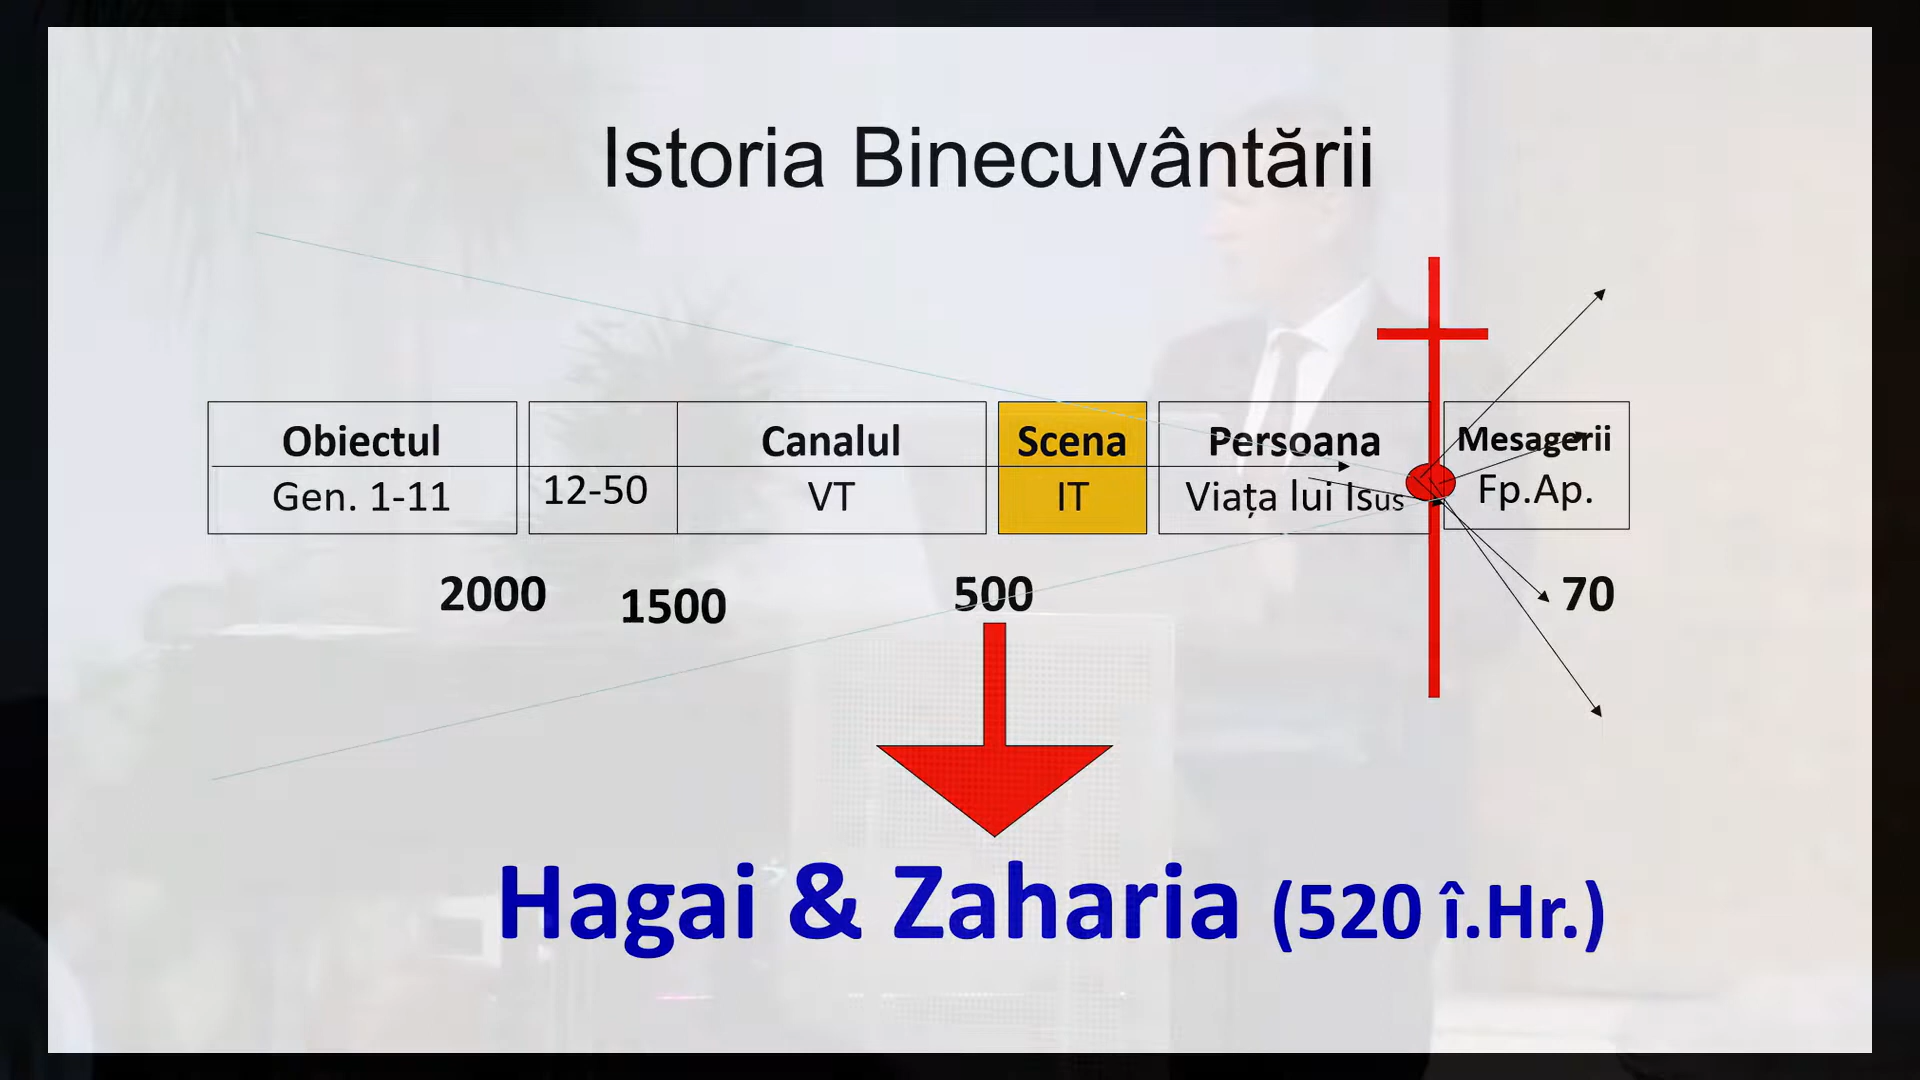 Istoria Binecuvântării
Obiectul
Gen. 1-11
12-50
Canalul
VT
Scena
IT
Persoana
Viața lui Isus
Mesagerii
Fp.Ap.
2000
1500
500
70
Hagai & Zaharia (520 î.Hr.)